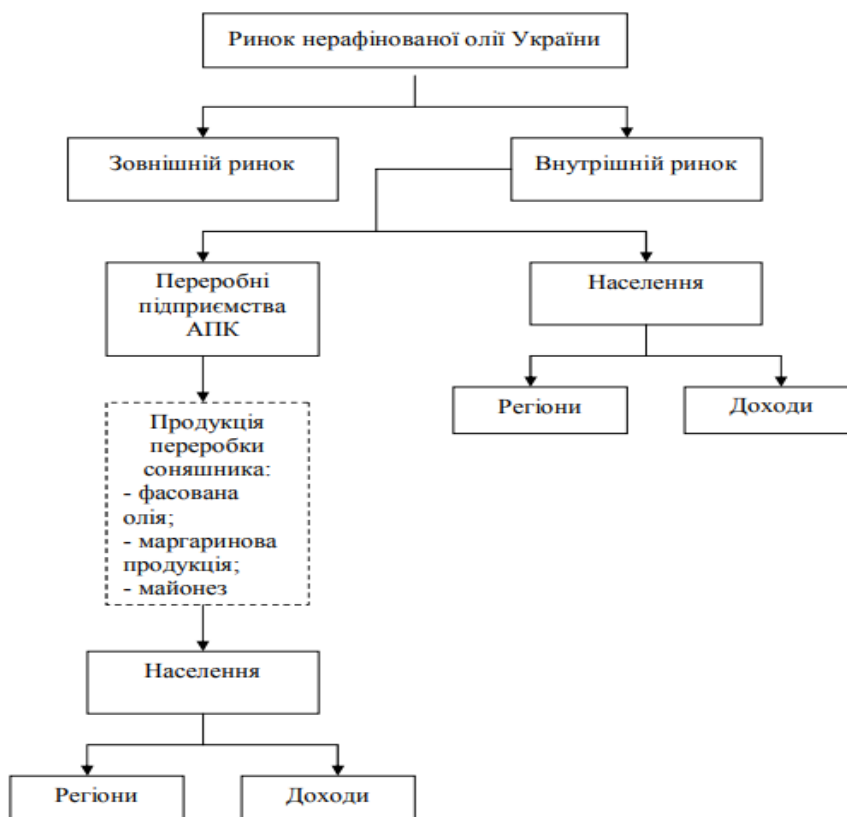 Ринок нерафінованої олії України
Зовнішній ринок
Внутрішній ринок
Переробні
підприємства
АПК
Населення
Регіони
Доходи
Продукція
переробки
соняшника:
- фасована
олія;
- маргаринова
продукція;
- майонез
Населення
Регіони
Доходи